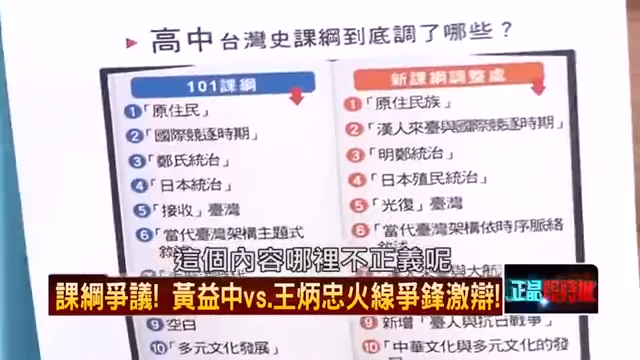 ▶ 高中台灣史課綱到底調了哪些？
101課綱
新課綱調整處
①「原住民」
①「原住民族」
②「國際競逐時期」
②「漢人來臺與國際競逐時期」
③「鄭氏統治」
③「明鄭統治」
④「日本統治」
④「日本殖民統治」
⑤「接收」臺灣
⑤「光復」臺灣
⑥「當代臺灣架構主題式
⑥「當代臺灣架構依時序脈絡
這個內容哪裡不正義呢
課綱爭議! 黃益中vs.王炳忠火線爭鋒激辯!
正晶限時批
⑨空白
⑨新增「臺人與抗日戰爭」
⑩「多元文化發展」
⑩「中華文化與多元文化的發